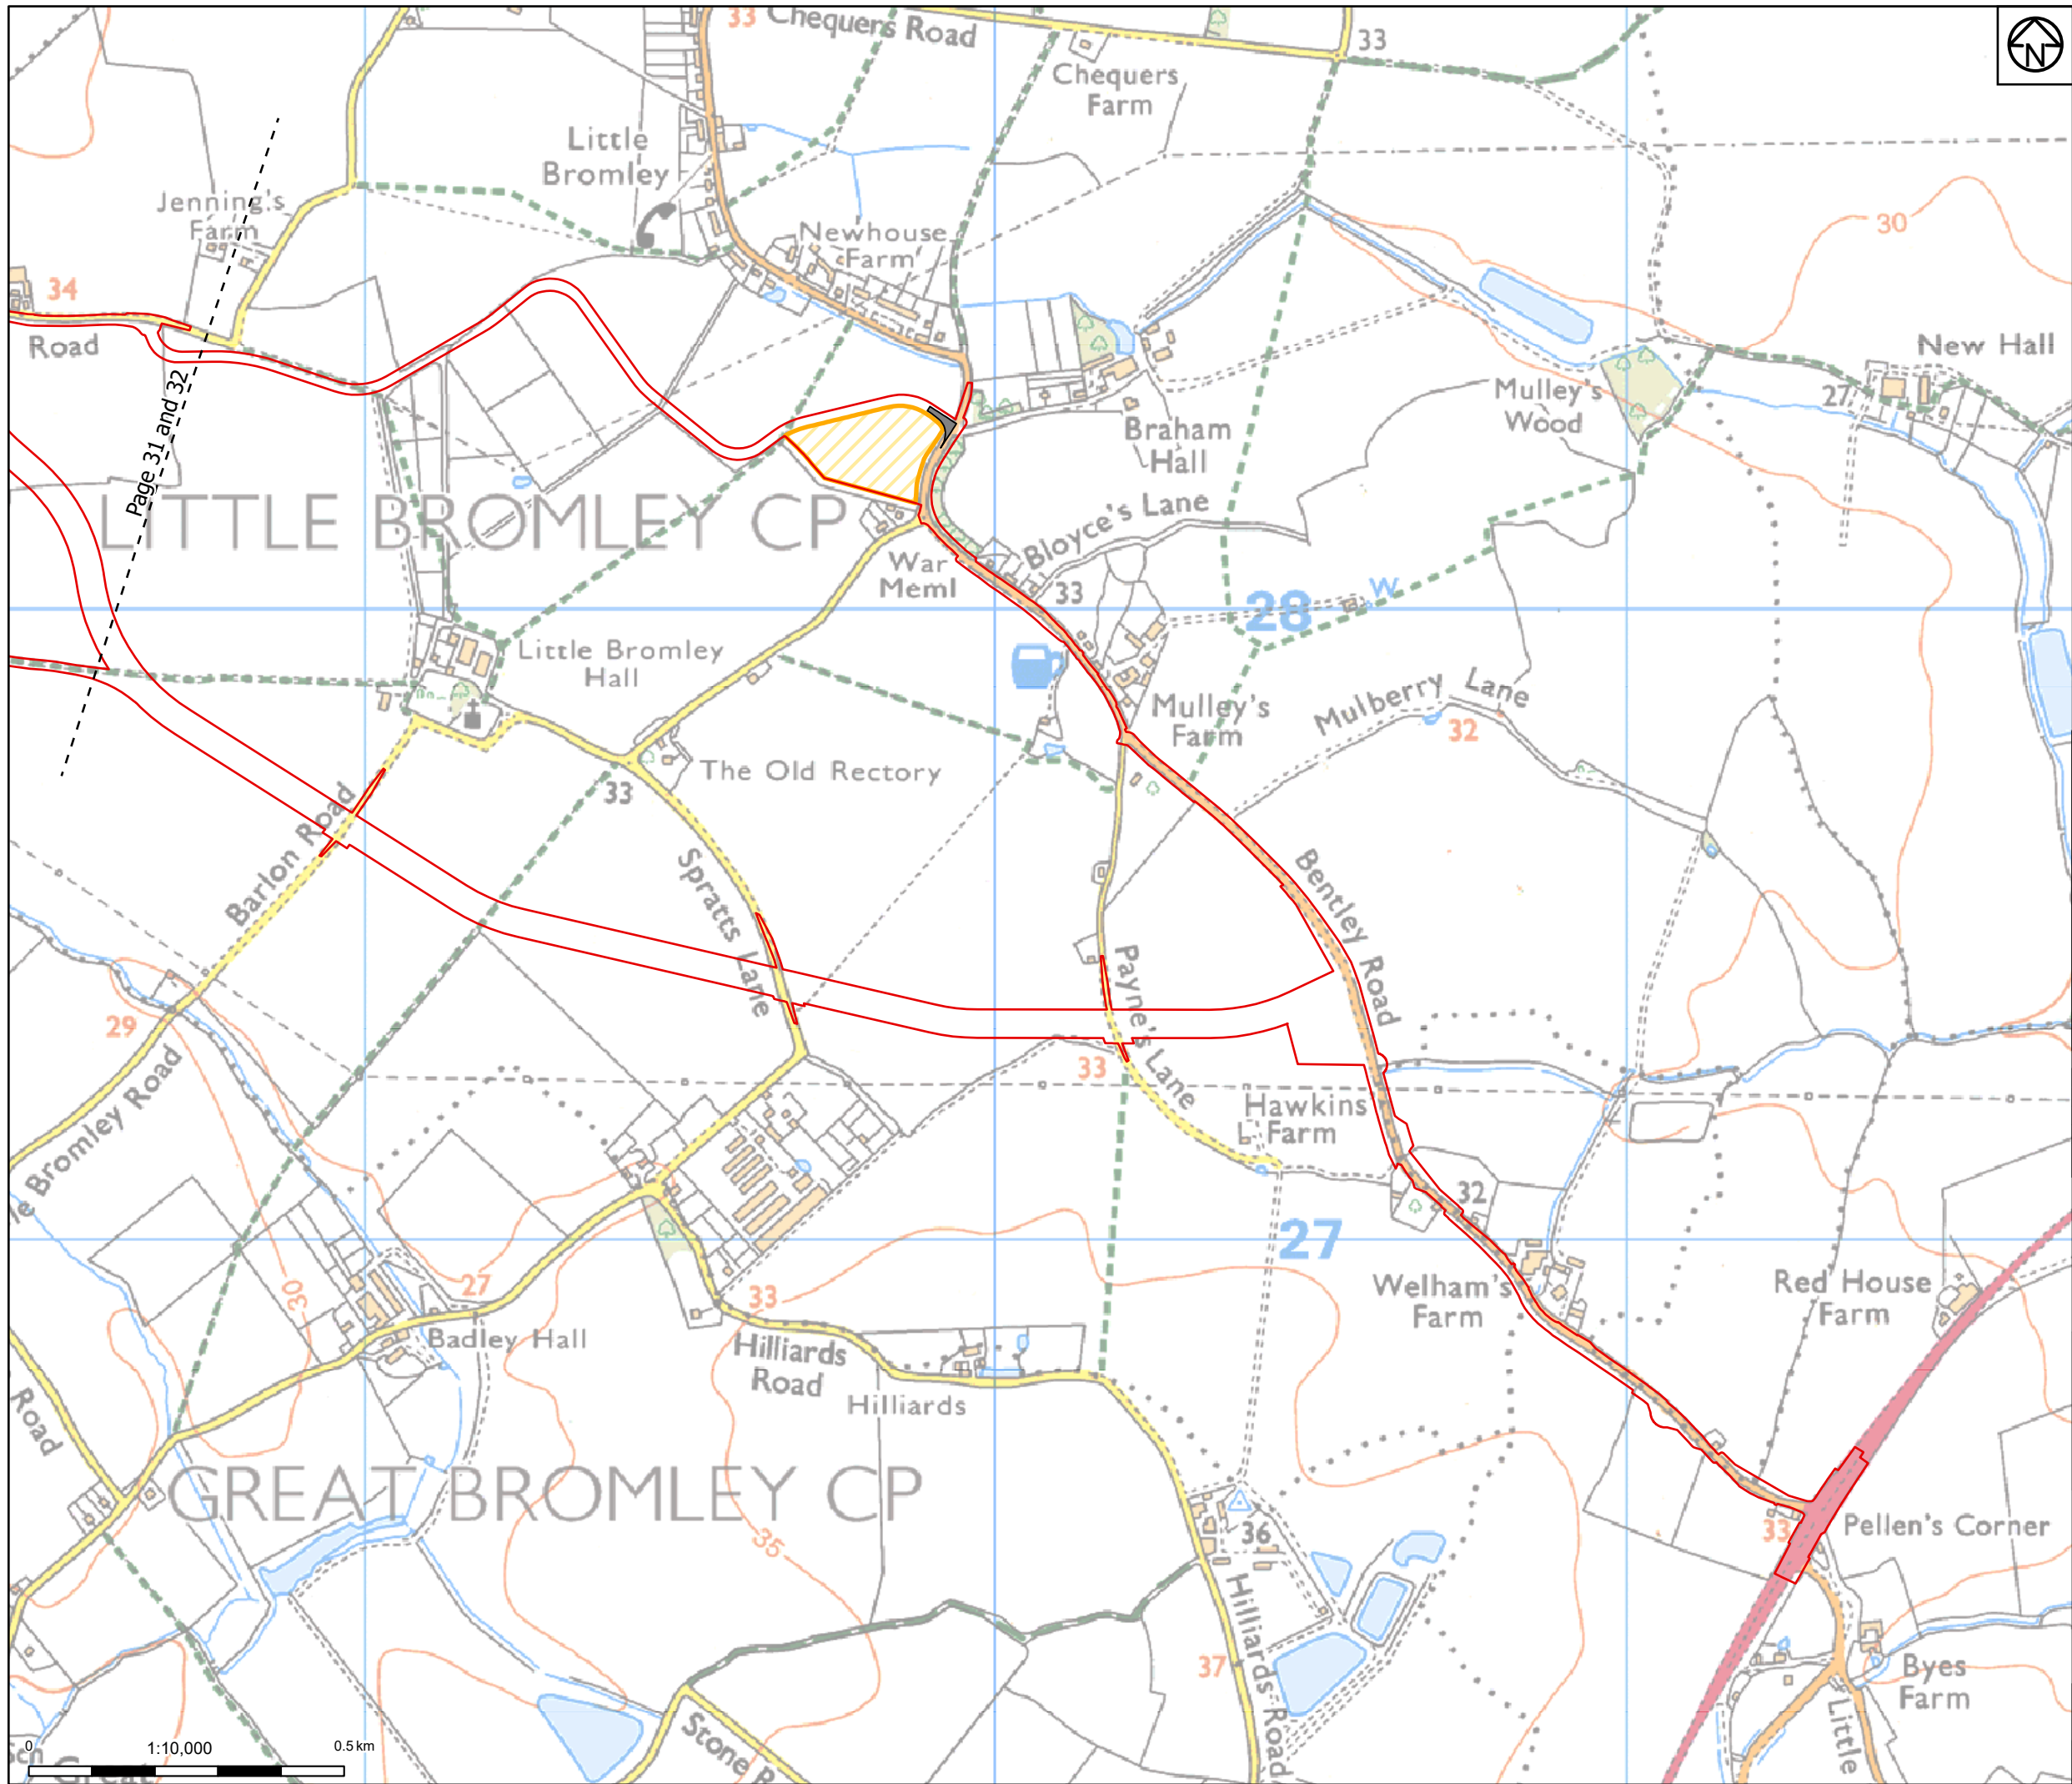 33 Chequers Road
33
N
Chequers
Farm
Little
Bromley
Jenning's
Farm
Newhouse
Farm
30
34
Road
New Hall
27
Mulley's
Wood
Braham
Hall
Page 31 and 32
LITTLE BROMLEY CP
Bloyce's Lane
War
Meml
33
28
W
Little Bromley
Hall
Mulley's
Farm
Mulberry Lane
32
The Old Rectory
33
Barlon Road
Spratts Lane
Bentley Road
Payne's Lane
29
33
le Bromley Road
Hawkins
Farm
32
27
Welham's
Farm
Red House
Farm
30
27
33
Badley Hall
Hilliards
Road
Hilliards
Road
GREAT BROMLEY CP
35
36
33
Pellen's Corner
Hilliards Road
37
Byes
Farm
Little
Stone R
0
1:10,000
0.5 km
Great